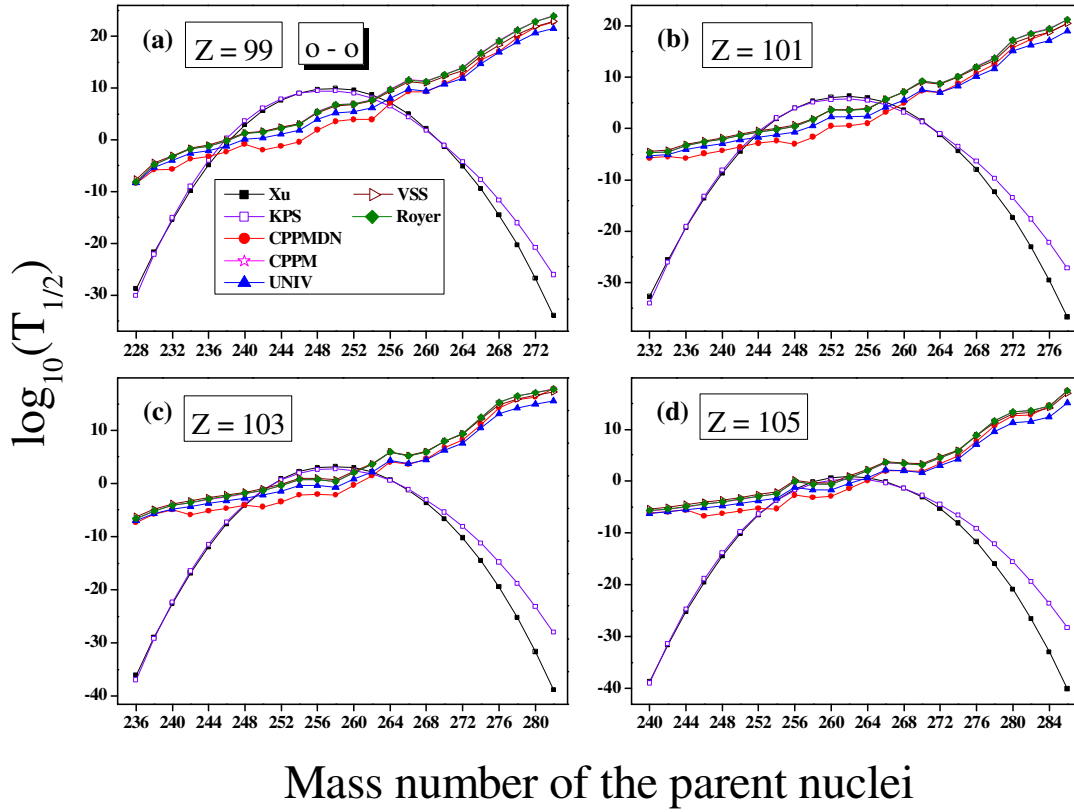 (a)
Z = 99
o - o
Xu
KPS
CPPMDN
CPPM
UNIV
VSS
Royer
20
10
0
-10
-20
-30
228 232 236 240 244 248 252 256 260 264 268 272
(b)
Z = 101
20
10
0
-10
-20
-30
232 236 240 244 248 252 256 260 264 268 272 276
log10(T1/2)
(c)
Z = 103
10
0
-10
-20
-30
-40
236 240 244 248 252 256 260 264 268 272 276 280
(d)
Z = 105
10
0
-10
-20
-30
-40
240 244 248 252 256 260 264 268 272 276 280 284
Mass number of the parent nuclei